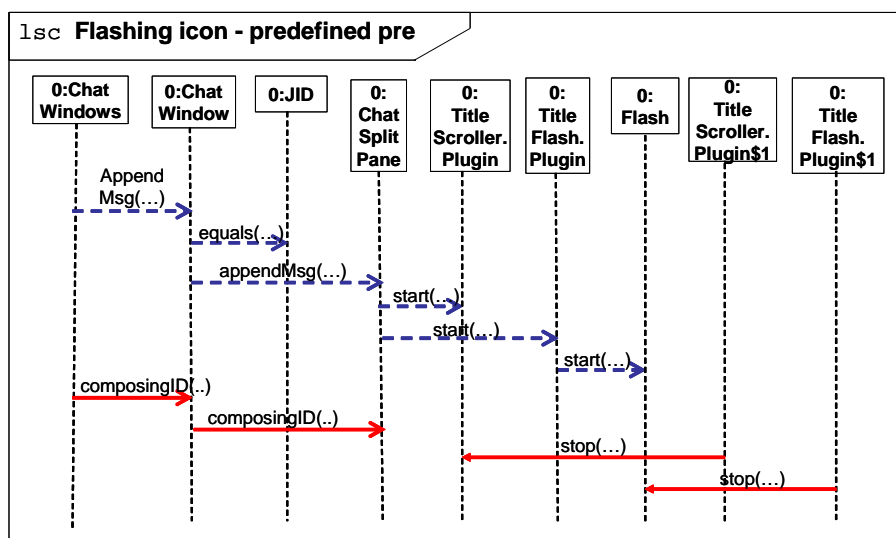 lsc Flashing icon - predefined pre
0:Chat
Windows
0:Chat
Window
0:JID
0:
Chat
Split
Pane
0:
Title
Scroller.
Plugin
0:
Title
Flash.
Plugin
0:
Flash
0:
Title
Scroller.
Plugin$1
0:
Title
Flash.
Plugin$1
Append
Msg(…)
equals(…)
appendMsg(…)
start(…)
start(…)
start(…)
composingID(..)
composingID(..)
stop(…)
stop(…)